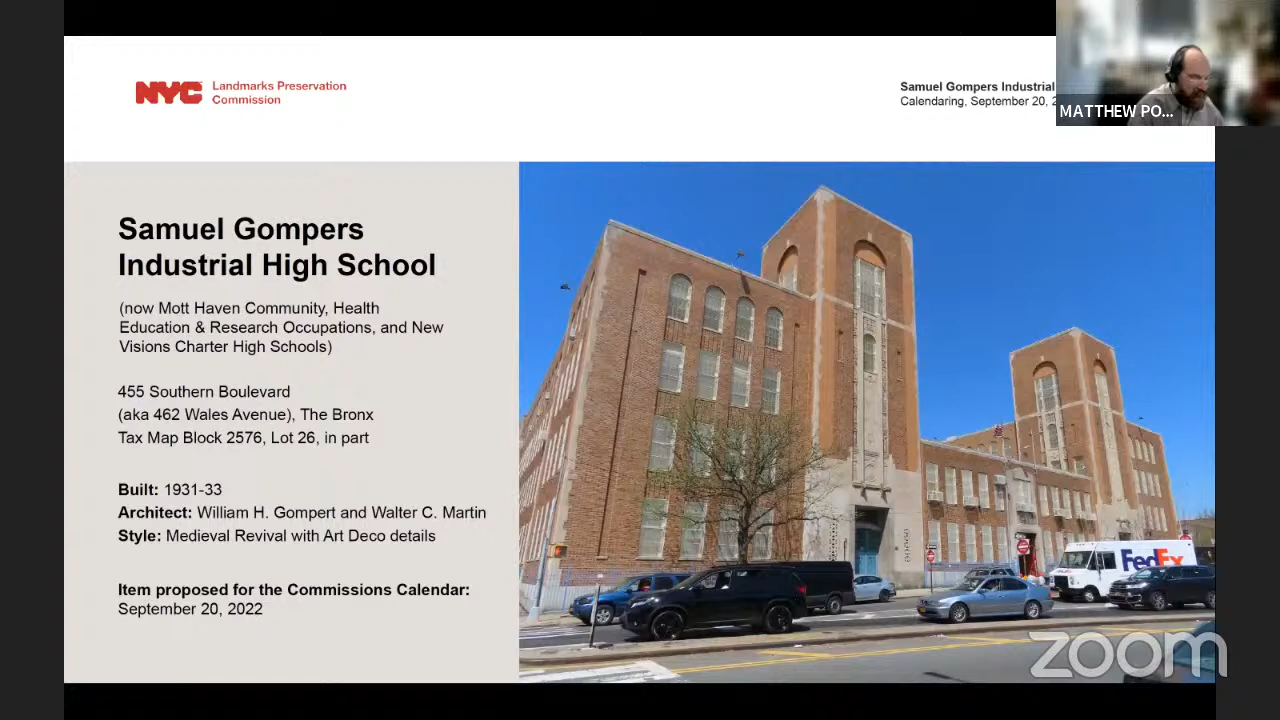 NYC
Landmarks Preservation
Commission
Samuel Gompers Industrial
Calendaring, September 20,
MATTHEW PO...
Samuel Gompers
Industrial High School
(now Mott Haven Community, Health
Education & Research Occupations, and New
Visions Charter High Schools)
455 Southern Boulevard
(aka 462 Wales Avenue), The Bronx
Tax Map Block 2576, Lot 26, in part
Built: 1931-33
Architect: William H. Gompert and Walter C. Martin
Style: Medieval Revival with Art Deco details
Item proposed for the Commissions Calendar:
September 20, 2022
FedEx
zoom